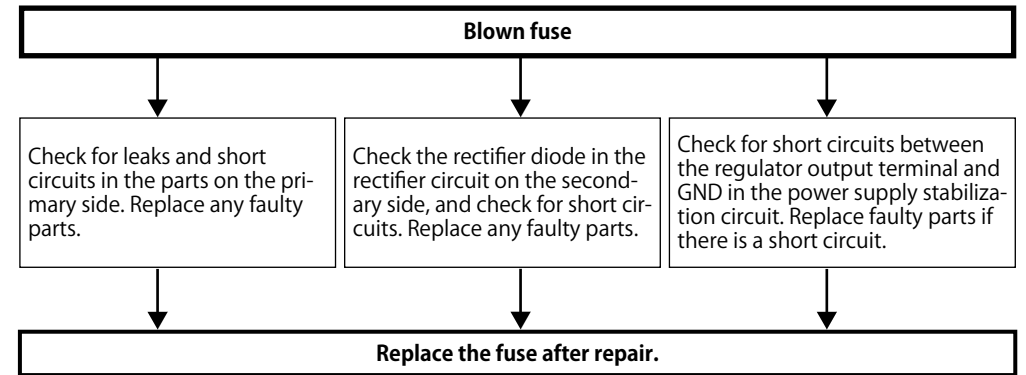 Blown fuse
Check for leaks and short
circuits in the parts on the pri-
mary side. Replace any faulty
parts.
Check the rectifier diode in the
rectifier circuit on the second-
ary side, and check for short cir-
cuits. Replace any faulty parts.
Check for short circuits between
the regulator output terminal and
GND in the power supply stabiliza-
tion circuit. Replace faulty parts if
there is a short circuit.
Replace the fuse after repair.